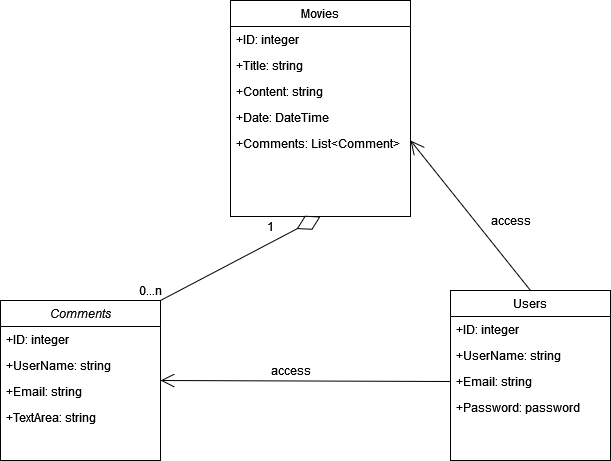 Movies
+ID: integer
+Title: string
+Content: string
+Date: DateTime
+Comments: List<Comment>
1
0...n
access
Comments
+ID: integer
+UserName: string
+Email: string
+TextArea: string
access
Users
+ID: integer
+UserName: string
+Email: string
+Password: password